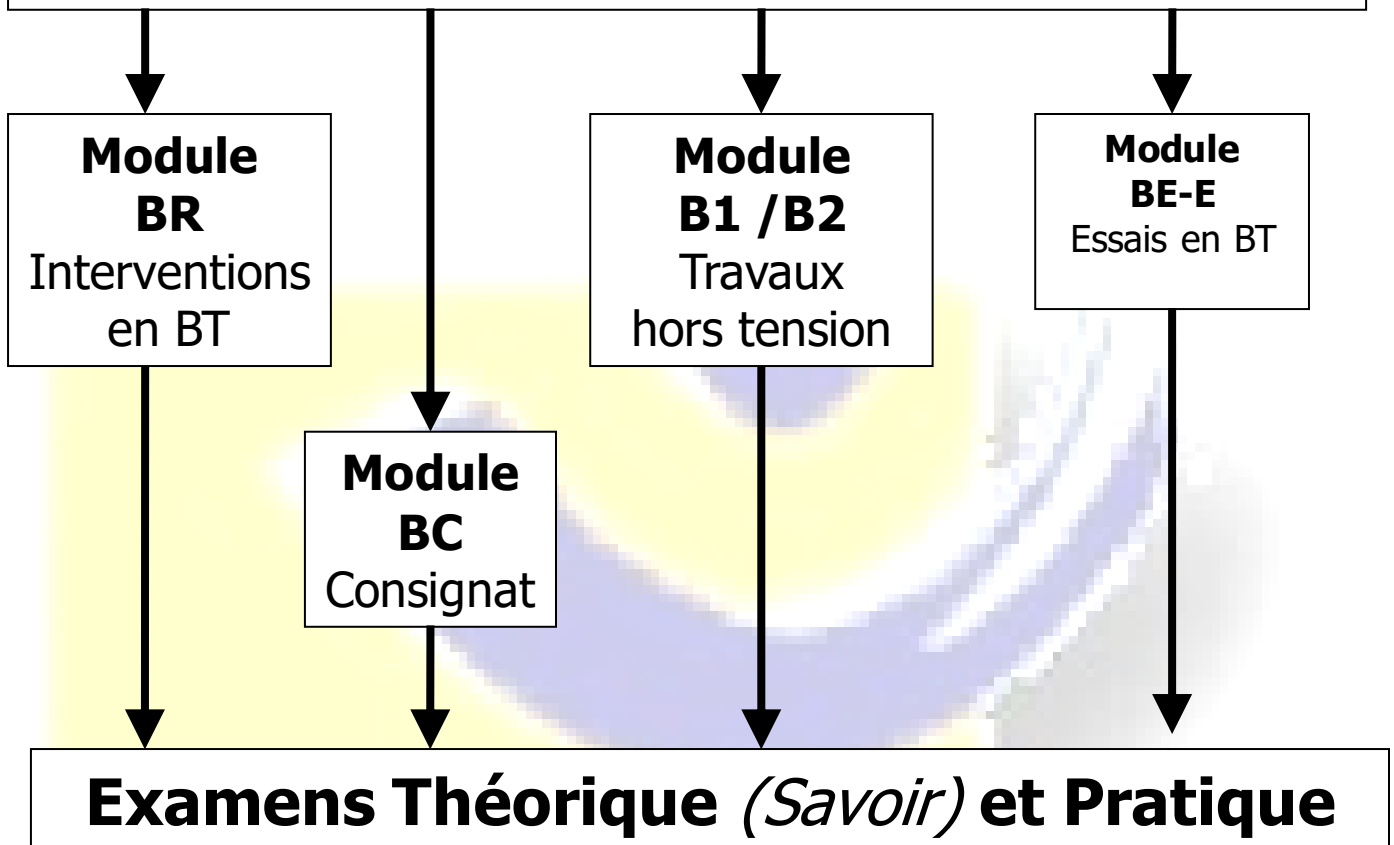 Module
BR
Interventions
en BT
Module
B1 /B2
Travaux
hors tension
Module
BE-E
Essais en BT
Module
BC
Consignat
Examens Théorique (Savoir) et Pratique